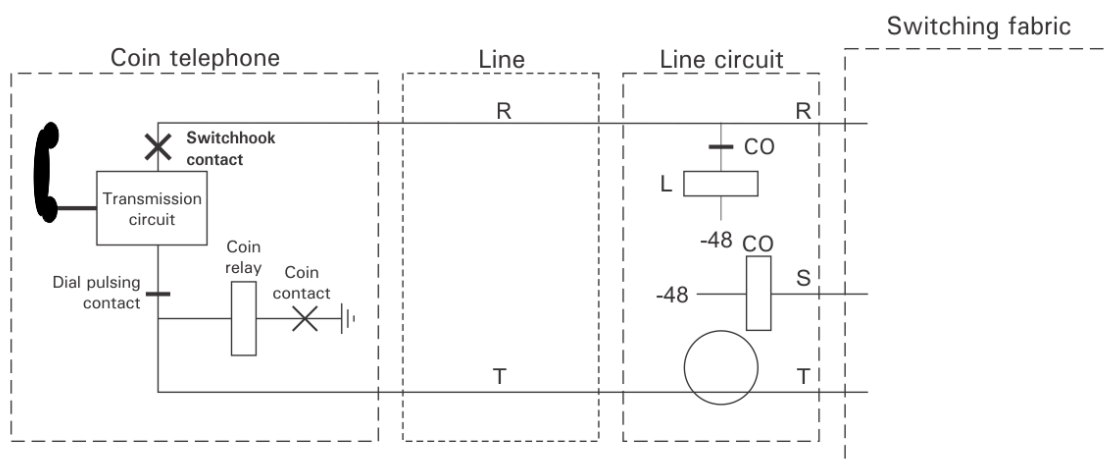 Switching fabric
Coin telephone
Line
Line circuit
R
R
Switchhook
contact
CO
Transmission
circuit
L
-48
CO
Coin
relay
Dial pulsing
contact
Coin
contact
-48
S
T
T